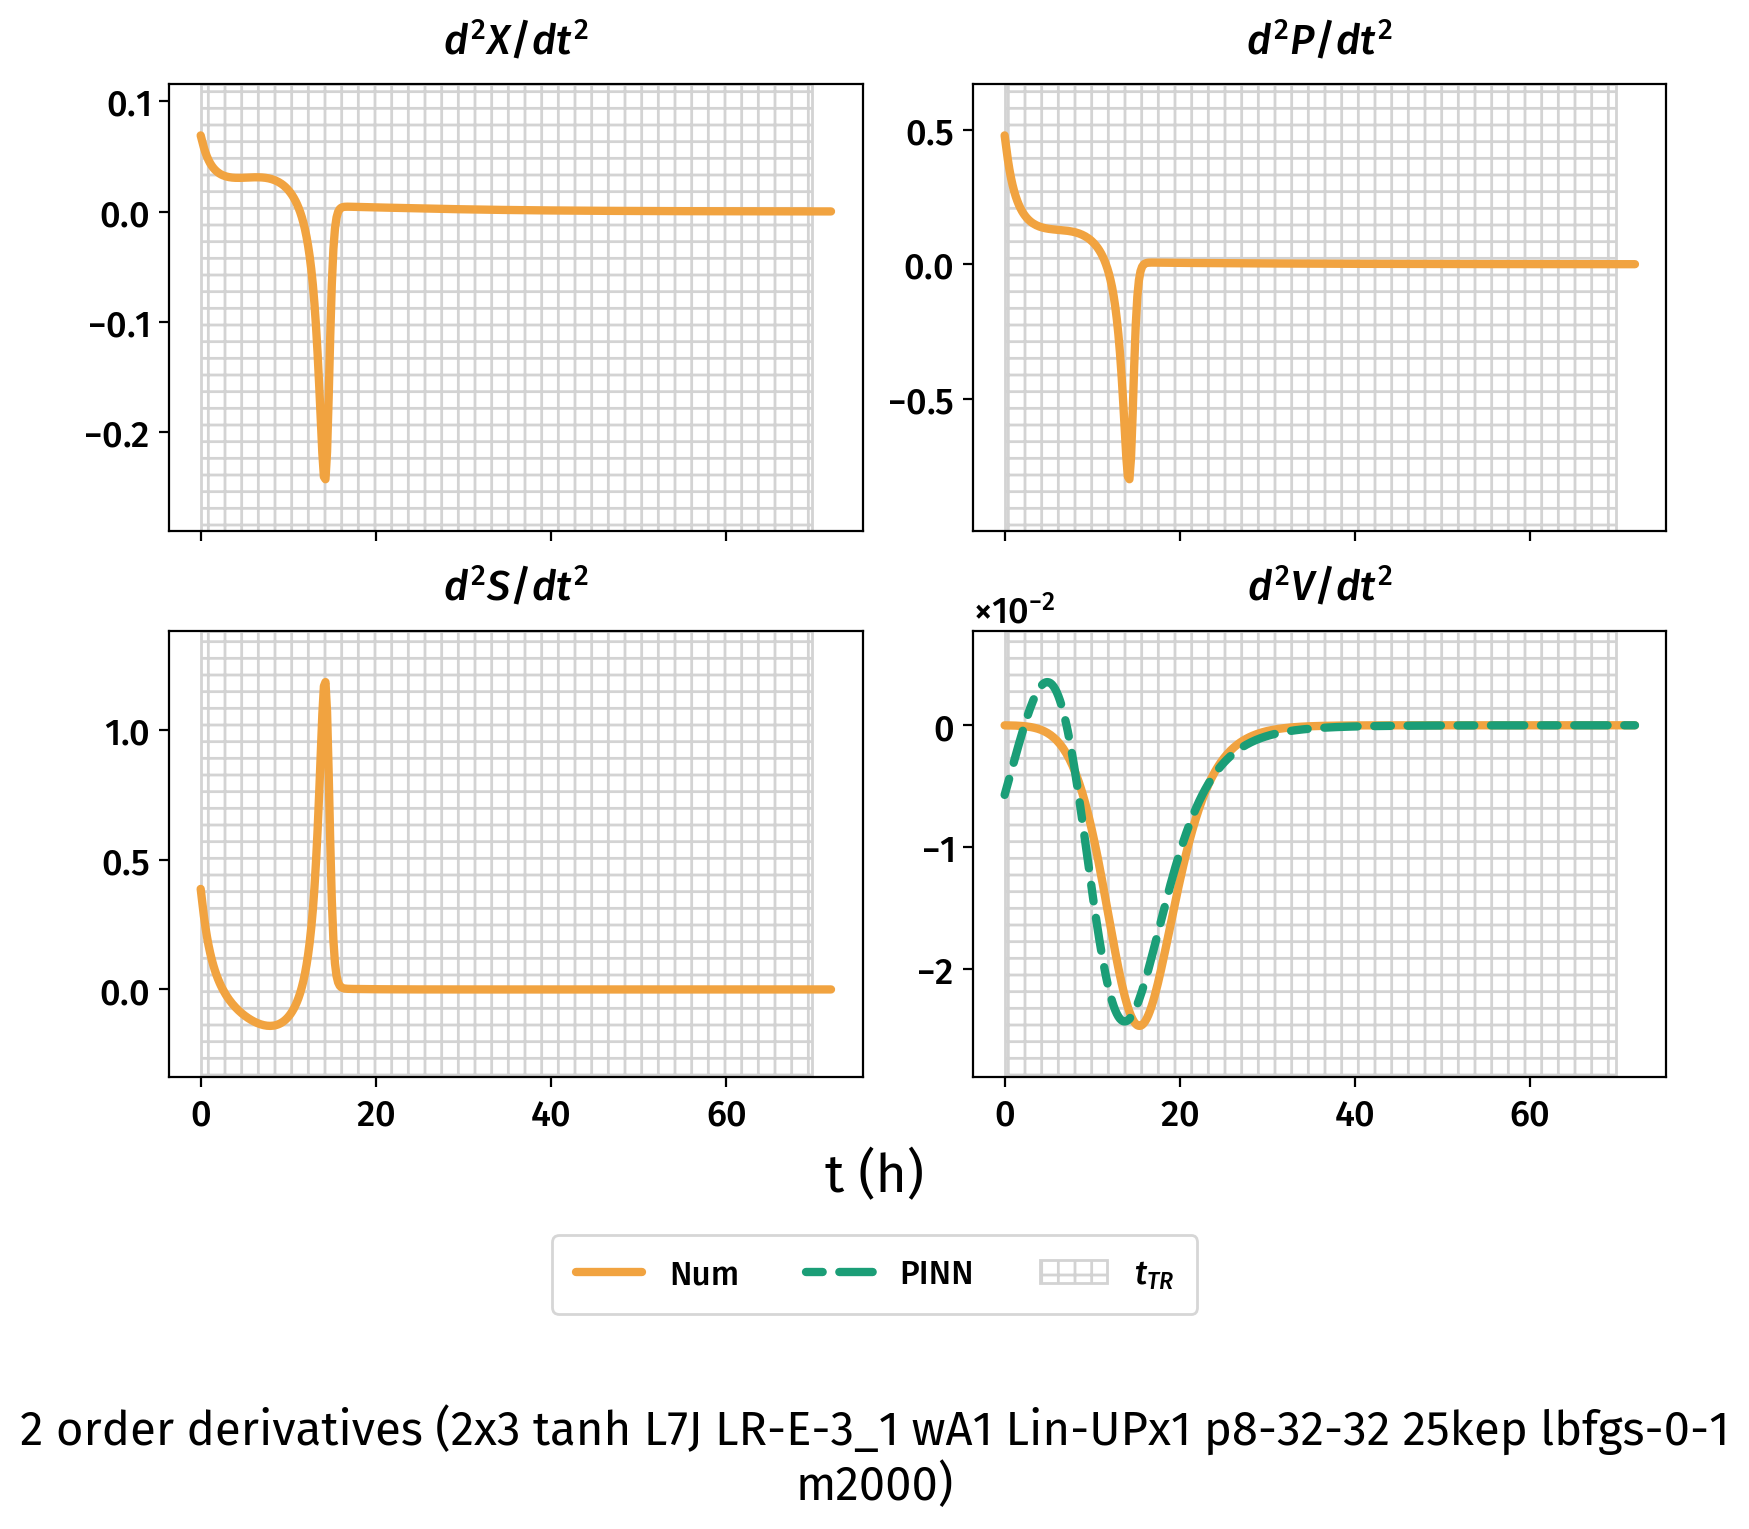 d²X/dt²
d²P/dt²
0.1
0.0
−0.1
−0.2
0.5
0.0
−0.5
d²S/dt²
d²V/dt²
×10⁻²
1.0
0.5
0.0
0
−1
−2
0 20 40 60
0 20 40 60
t (h)
Num PINN t_TR
2 order derivatives (2x3 tanh L7J LR-E-3_1 wA1 Lin-UPx1 p8-32-32 25kep lbfgs-0-1
m2000)